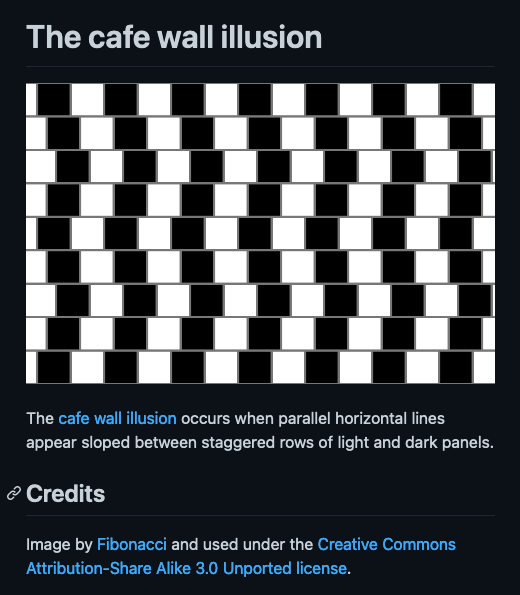 The cafe wall illusion
The cafe wall illusion occurs when parallel horizontal lines
appear sloped between staggered rows of light and dark panels.
Credits
Image by Fibonacci and used under the Creative Commons
Attribution-Share Alike 3.0 Unported license.